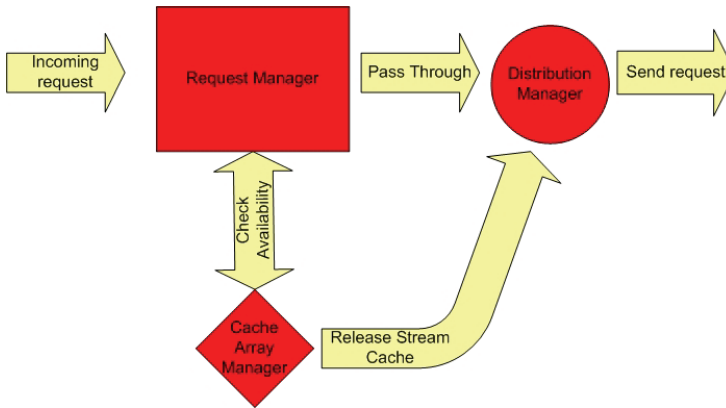 Incoming
request
Request Manager
Pass Through
Distribution
Manager
Send request
Check
Availability
Cache
Array
Manager
Release Stream
Cache